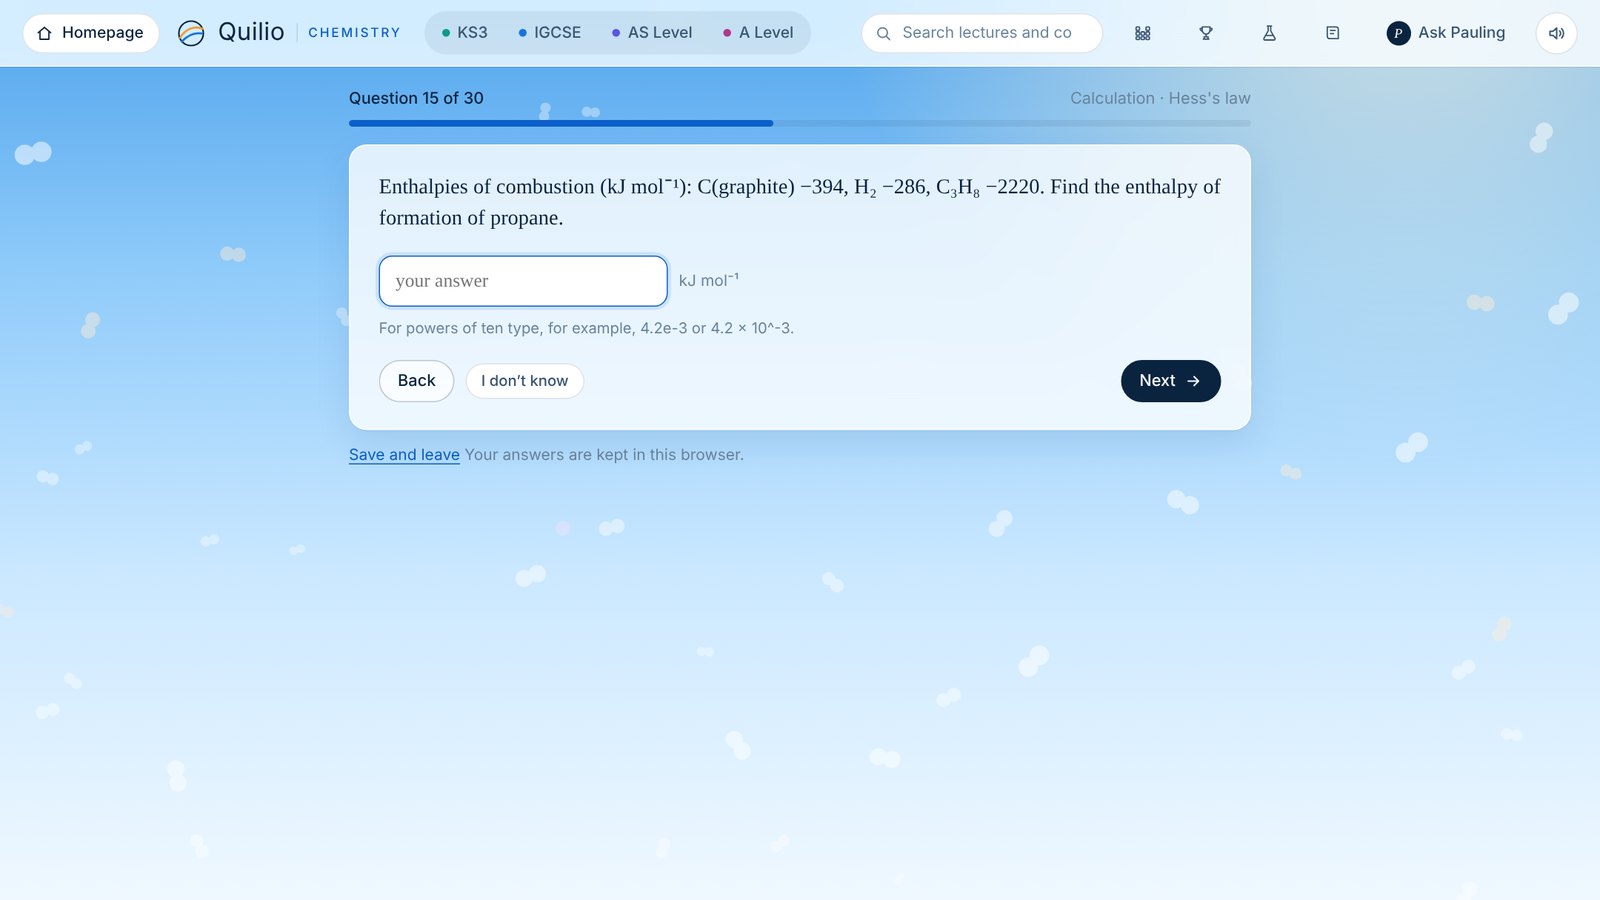 Homepage
Quilio
CHEMISTRY
KS3
IGCSE
AS Level
A Level
Search lectures and co
P
Ask Pauling
Question 15 of 30
Calculation · Hess's law
Enthalpies of combustion (kJ mol⁻¹): C(graphite) −394, H₂ −286, C₃H₈ −2220. Find the enthalpy of
formation of propane.
your answer
kJ mol⁻¹
For powers of ten type, for example, 4.2e-3 or 4.2 × 10^-3.
Back
I don’t know
Next →
Save and leave Your answers are kept in this browser.